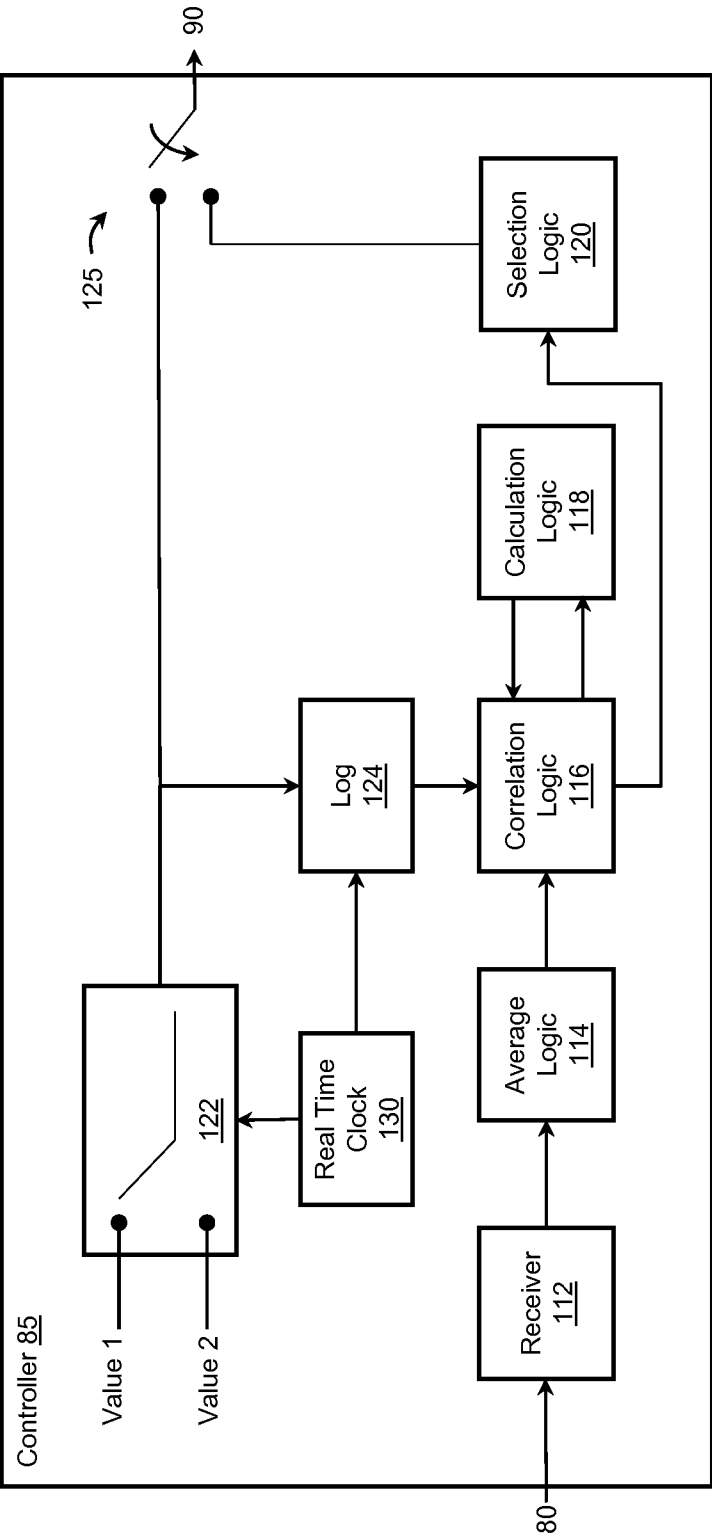 Controller 85
Value 1
Value 2
122
125
90
Real Time
Clock
130
Log
124
80
Receiver
112
Average
Logic
114
Correlation
Logic
116
Calculation
Logic
118
Selection
Logic
120